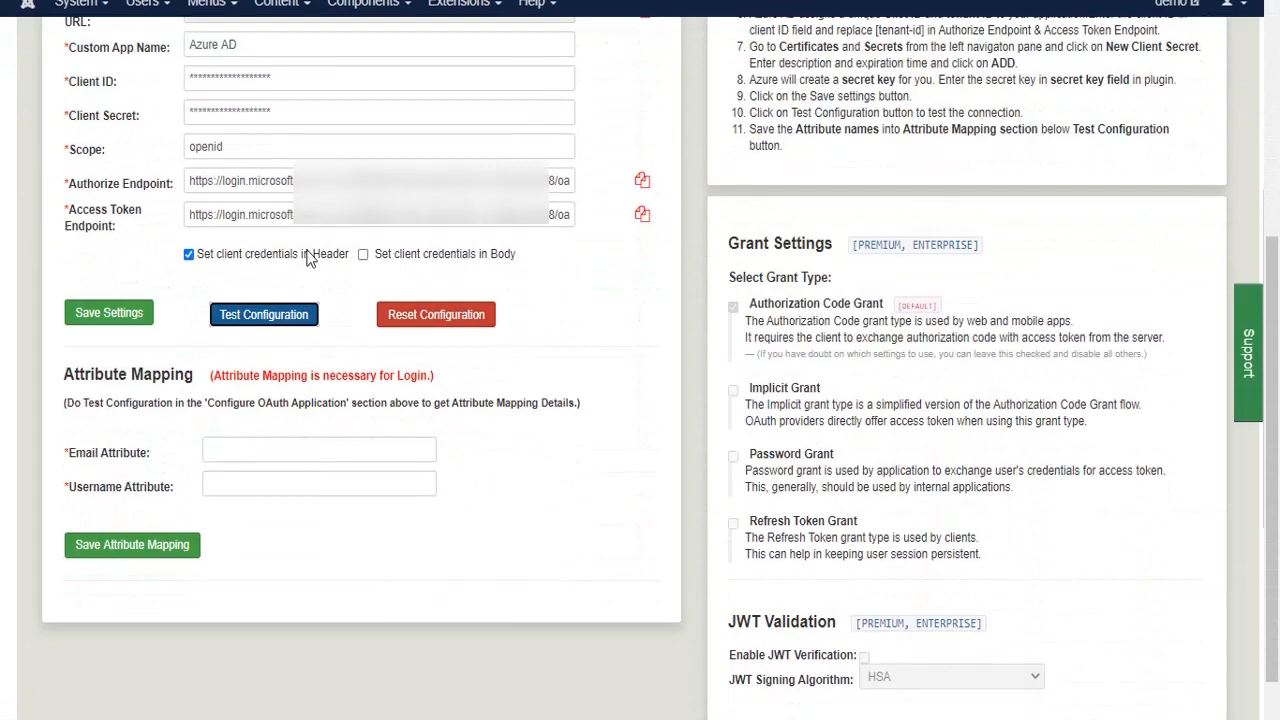 System
Users
Menus
Content
Components
Extensions
Help
demo
URL:
*Custom App Name:
Azure AD
*Client ID:
*******************
*Client Secret:
*******************
*Scope:
openid
*Authorize Endpoint:
https://login.microsoft
8/oa
*Access Token
Endpoint:
https://login.microsoft
8/oa
Set client credentials in Header
Set client credentials in Body
Save Settings
Test Configuration
Reset Configuration
Attribute Mapping
(Attribute Mapping is necessary for Login.)
(Do Test Configuration in the 'Configure OAuth Application' section above to get Attribute Mapping Details.)
*Email Attribute:
*Username Attribute:
Save Attribute Mapping
client ID field and replace [tenant-id] in Authorize Endpoint & Access Token Endpoint.
7. Go to Certificates and Secrets from the left navigaton pane and click on New Client Secret.
Enter description and expiration time and click on ADD.
8. Azure will create a secret key for you. Enter the secret key in secret key field in plugin.
9. Click on the Save settings button.
10. Click on Test Configuration button to test the connection.
11. Save the Attribute names into Attribute Mapping section below Test Configuration
button.
Grant Settings
[PREMIUM, ENTERPRISE]
Select Grant Type:
Authorization Code Grant
[DEFAULT]
The Authorization Code grant type is used by web and mobile apps.
It requires the client to exchange authorization code with access token from the server.
— (If you have doubt on which settings to use, you can leave this checked and disable all others.)
Implicit Grant
The Implicit grant type is a simplified version of the Authorization Code Grant flow.
OAuth providers directly offer access token when using this grant type.
Password Grant
Password grant is used by application to exchange user's credentials for access token.
This, generally, should be used by internal applications.
Refresh Token Grant
The Refresh Token grant type is used by clients.
This can help in keeping user session persistent.
JWT Validation
[PREMIUM, ENTERPRISE]
Enable JWT Verification:
JWT Signing Algorithm:
HSA
Support